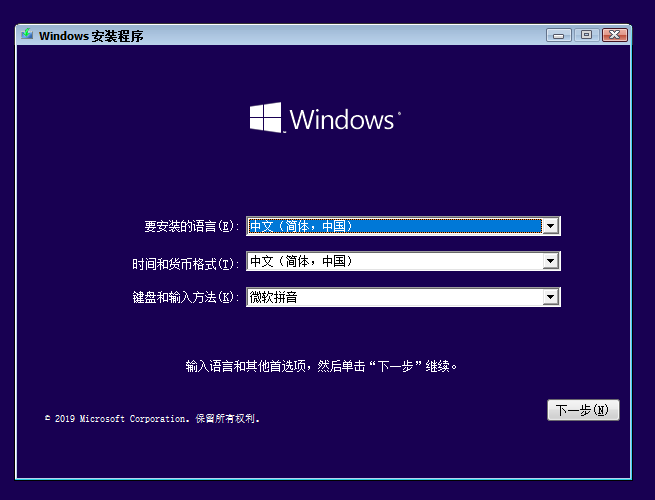 Windows 安装程序
Windows
要安装的语言(E): 中文（简体，中国）
时间和货币格式(T): 中文（简体，中国）
键盘和输入方法(K): 微软拼音
输入语言和其他首选项，然后单击“下一步”继续。
下一步(N)
© 2019 Microsoft Corporation。保留所有权利。